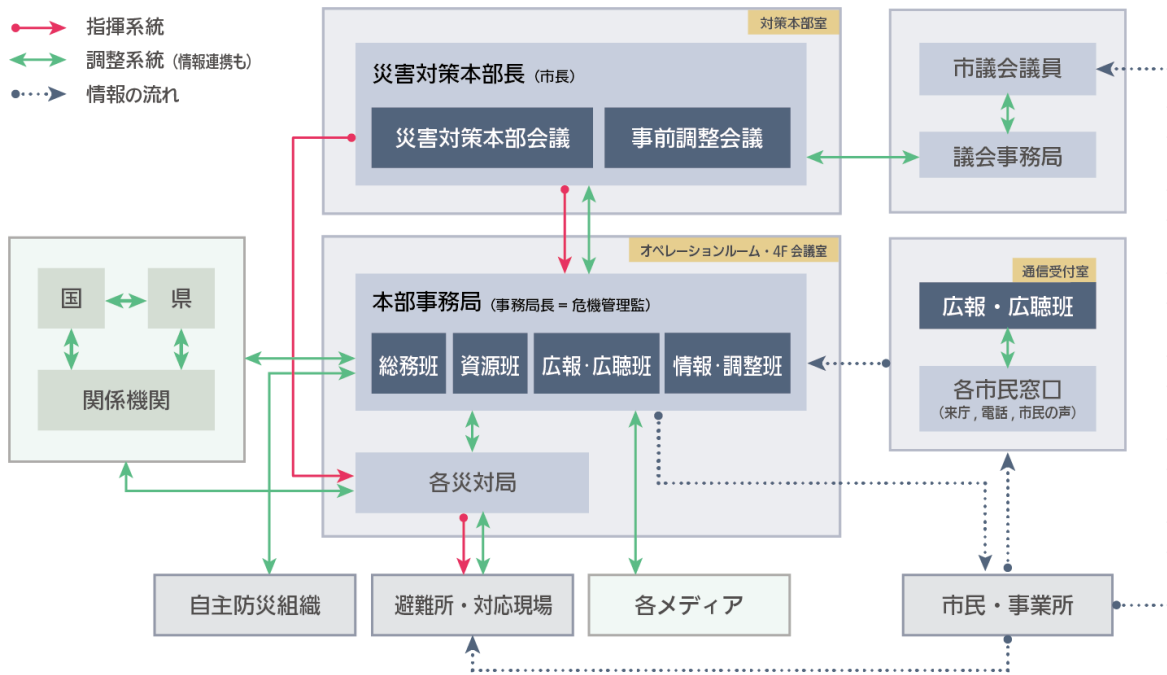 指揮系統
調整系統(情報連携も)
情報の流れ
対策本部室
災害対策本部長(市長)
災害対策本部会議
事前調整会議
市議会議員
議会事務局
オペレーションルーム・4F 会議室
本部事務局(事務局長 = 危機管理監)
総務班
資源班
広報・広聴班
情報・調整班
各災対局
国
県
関係機関
通信受付室
広報・広聴班
各市民窓口
(来庁 , 電話 , 市民の声)
自主防災組織
避難所・対応現場
各メディア
市民・事業所